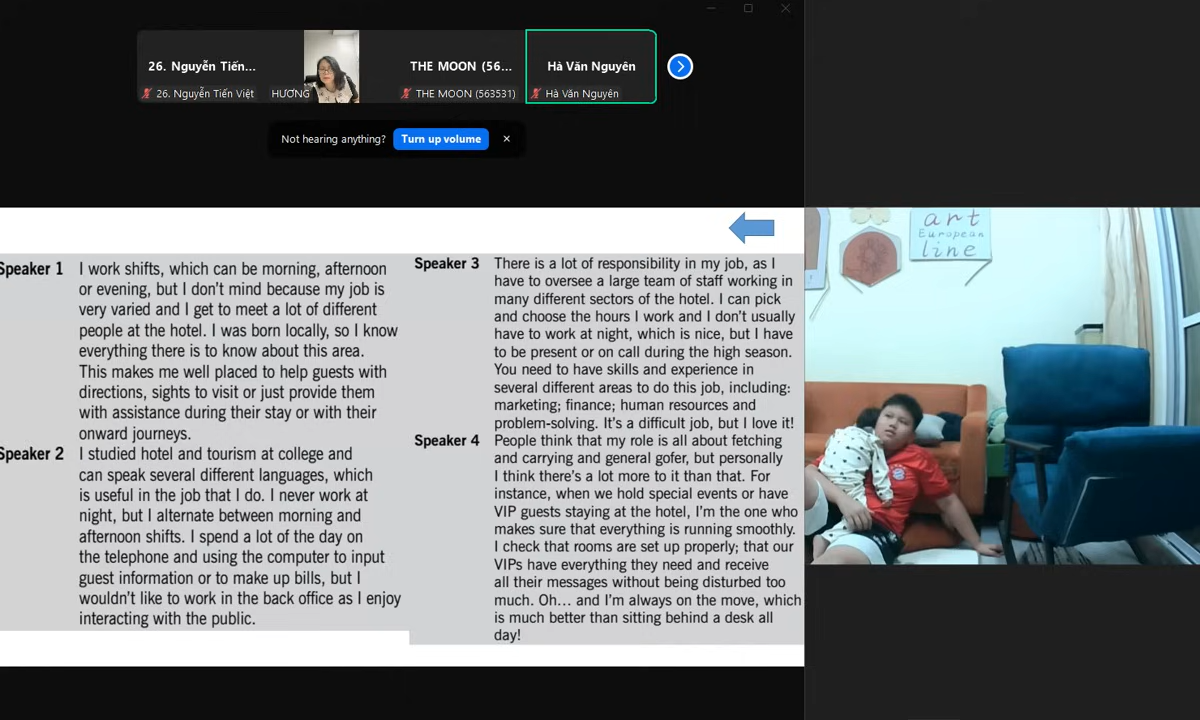 26. Nguyễn Tiến...
THE MOON (56...
Hà Văn Nguyên
26. Nguyễn Tiến Việt
HƯƠNG
THE MOON (563531)
Hà Văn Nguyên
Not hearing anything?
Turn up volume
Speaker 1
I work shifts, which can be morning, afternoon
or evening, but I don't mind because my job is
very varied and I get to meet a lot of different
people at the hotel. I was born locally, so I know
everything there is to know about this area.
This makes me well placed to help guests with
directions, sights to visit or just provide them
with assistance during their stay or with their
onward journeys.
Speaker 2
I studied hotel and tourism at college and
can speak several different languages, which
is useful in the job that I do. I never work at
night, but I alternate between morning and
afternoon shifts. I spend a lot of the day on
the telephone and using the computer to input
guest information or to make up bills, but I
wouldn't like to work in the back office as I enjoy
interacting with the public.
Speaker 3
There is a lot of responsibility in my job, as I
have to oversee a large team of staff working in
many different sectors of the hotel. I can pick
and choose the hours I work and I don't usually
have to work at night, which is nice, but I have
to be present or on call during the high season.
You need to have skills and experience in
several different areas to do this job, including:
marketing; finance; human resources and
problem-solving. It's a difficult job, but I love it!
Speaker 4
People think that my role is all about fetching
and carrying and general gofer, but personally
I think there's a lot more to it than that. For
instance, when we hold special events or have
VIP guests staying at the hotel, I'm the one who
makes sure that everything is running smoothly.
I check that rooms are set up properly; that our
VIPs have everything they need and receive
all their messages without being disturbed too
much. Oh… and I'm always on the move, which
is much better than sitting behind a desk all
day!
art
European
line